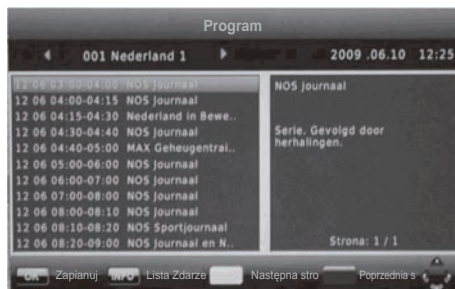 Program
001 Nederland 1 2009 .06.10 12:25
12 06 03:00-04:00 NOS Journaal
12 06 04:00-04:15 NOS Journaal
12 06 04:15-04:30 Nederland in Bewe..
12 06 04:30-04:40 NOS Journaal
12 06 04:40-05:00 MAX Geheugentrai..
12 06 05:00-06:00 NOS Journaal
12 06 06:00-07:00 NOS Journaal
12 06 07:00-08:00 NOS Journaal
12 06 08:00-08:10 NOS Journaal
12 06 08:10-08:20 NOS Sportjournaal
12 06 08:20-09:00 NOS Journaal en N..
NOS Journaal
Serie. Gevolgd door
herhalingen.
Strona: 1 / 1
OK Zapianuj INFO Lista Zdarze Następna stro Poprzednia s